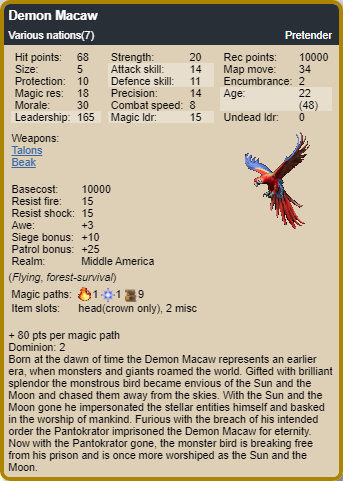 Demon Macaw
Various nations(7) Pretender
Hit points: 68 Strength: 20 Rec points: 10000
Size: 5 Attack skill: 14 Map move: 34
Protection: 10 Defence skill: 11 Encumbrance: 2
Magic res: 18 Precision: 14 Age: 22
Morale: 30 Combat speed: 8 (48)
Leadership: 165 Magic ldr: 15 Undead ldr: 0
Weapons:
Talons
Beak
Basecost: 10000
Resist fire: 15
Resist shock: 15
Awe: +3
Siege bonus: +10
Patrol bonus: +25
Realm: Middle America
(Flying, forest-survival)
Magic paths: 1 1 9
Item slots: head(crown only), 2 misc
+ 80 pts per magic path
Dominion: 2
Born at the dawn of time the Demon Macaw represents an earlier
era, when monsters and giants roamed the world. Gifted with brilliant
splendor the monstrous bird became envious of the Sun and the
Moon and chased them away from the skies. With the Sun and the
Moon gone he impersonated the stellar entities himself and basked
in the worship of mankind. Furious with the breach of his intended
order the Pantokrator imprisoned the Demon Macaw for eternity.
Now with the Pantokrator gone, the monster bird is breaking free
from his prison and is once more worshiped as the Sun and the
Moon.